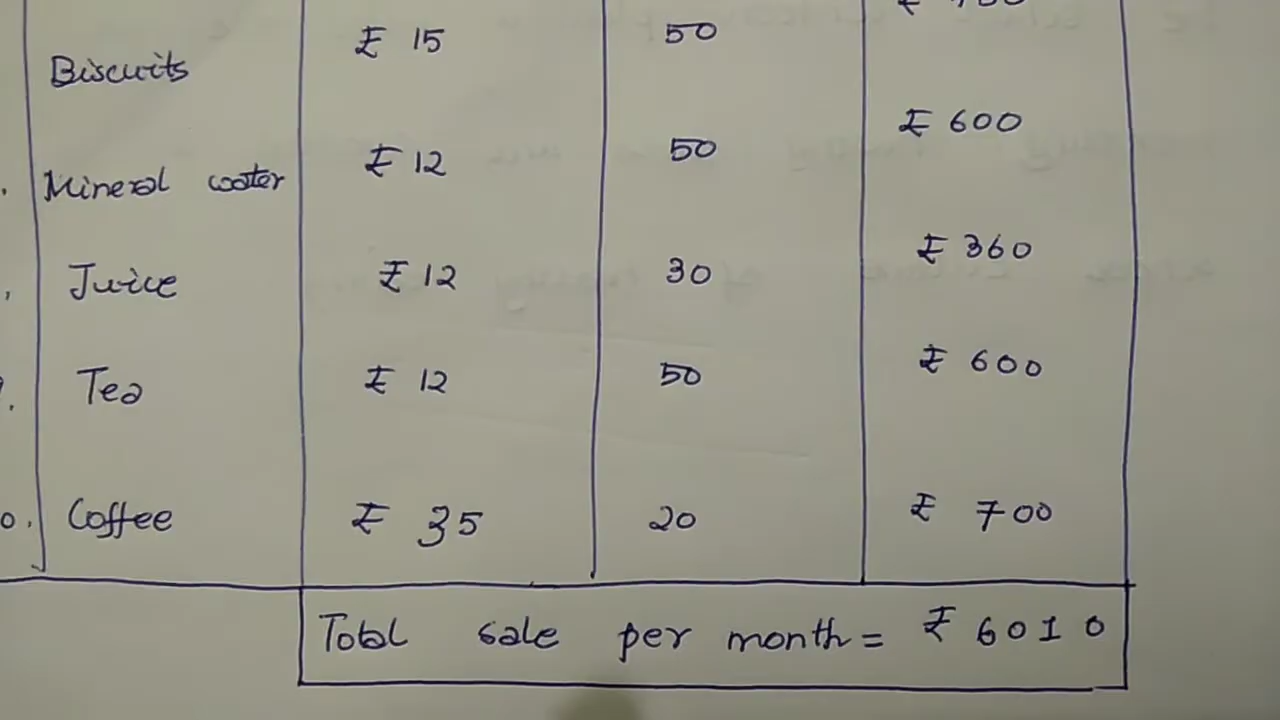 Biscuits ₹ 15 50
Mineral water ₹ 12 50 ₹ 600
Juice ₹ 12 30 ₹ 360
Tea ₹ 12 50 ₹ 600
0. Coffee ₹ 35 20 ₹ 700
Total sale per month = ₹ 6010